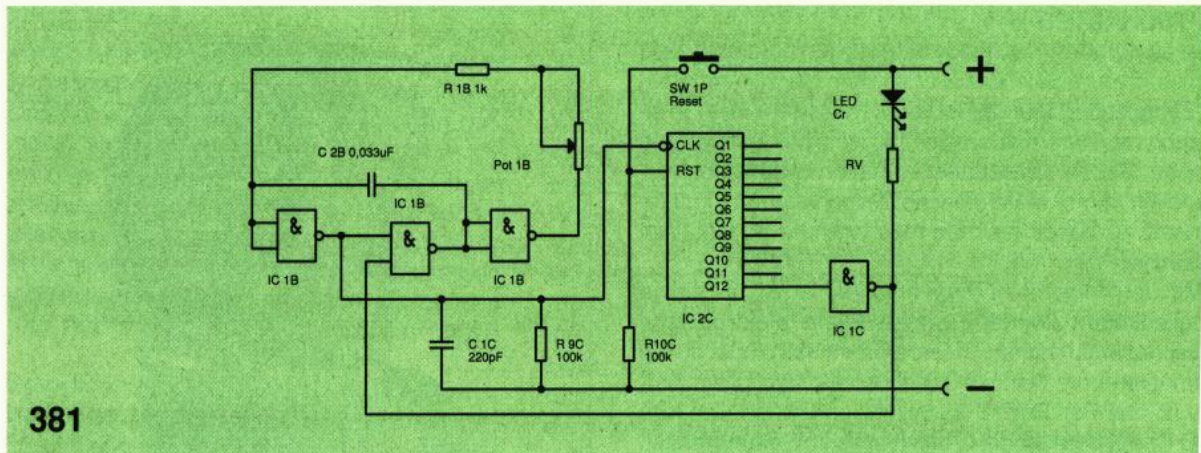 SW 1P
Reset
+
R 1B 1k
LED
Cr
C 2B 0,033uF
Pot 1B
CLK
RST
Q1
Q2
Q3
Q4
Q5
Q6
Q7
Q8
Q9
Q10
Q11
Q12
RV
IC 1B
&
&
&
&
IC 1B
IC 1B
IC 2C
IC 1C
C 1C
220pF
R 9C
100k
R10C
100k
−
381